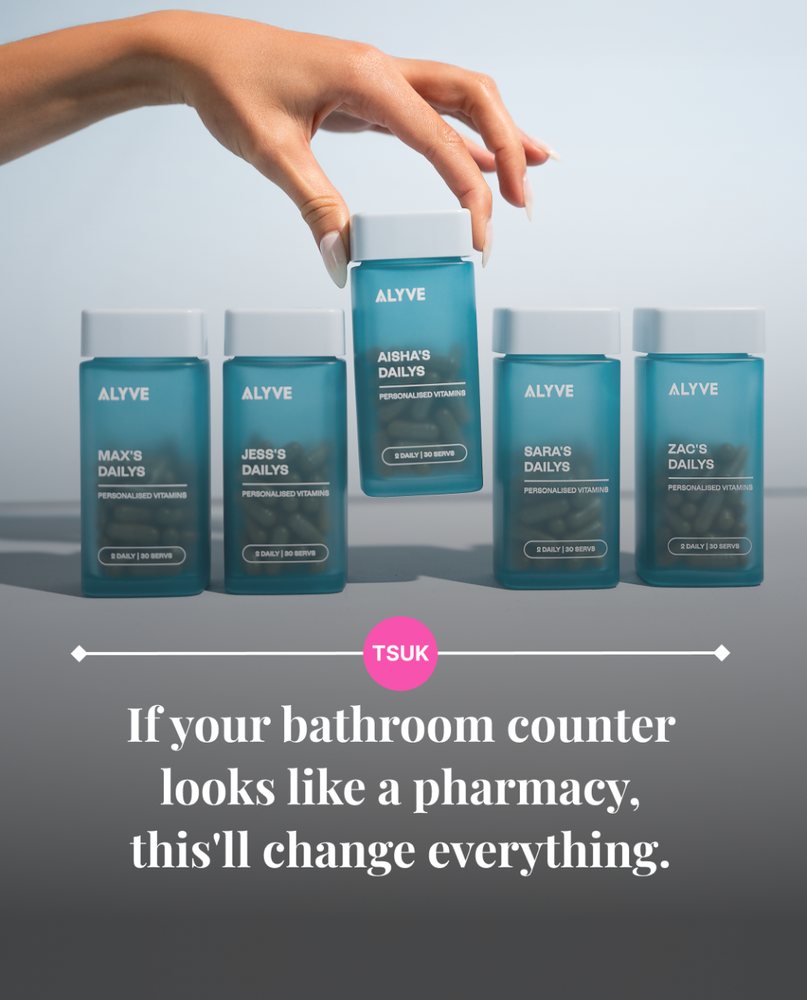 ALYVE
MAX'S
DAILYS
PERSONALISED VITAMINS
2 DAILY | 30 SERVS
ALYVE
JESS'S
DAILYS
PERSONALISED VITAMINS
2 DAILY | 30 SERVS
ALYVE
AISHA'S
DAILYS
PERSONALISED VITAMINS
2 DAILY | 30 SERVS
ALYVE
SARA'S
DAILYS
PERSONALISED VITAMINS
2 DAILY | 30 SERVS
ALYVE
ZAC'S
DAILYS
PERSONALISED VITAMINS
2 DAILY | 30 SERVS
TSUK
If your bathroom counter
looks like a pharmacy,
this'll change everything.